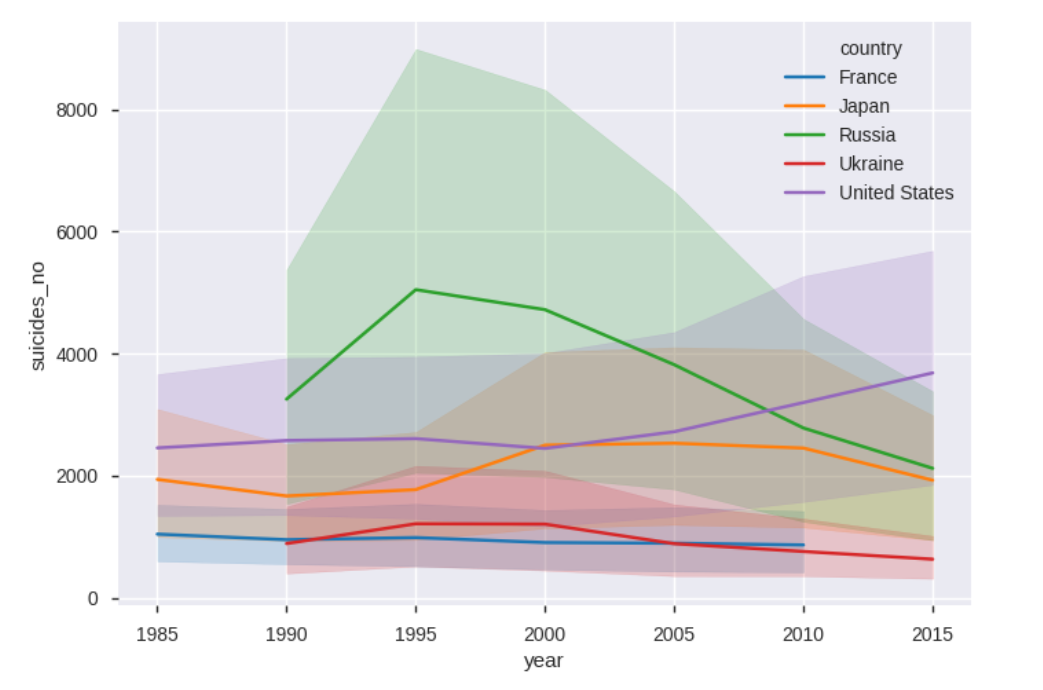 country
France
Japan
Russia
Ukraine
United States
8000
6000
4000
2000
0
suicides_no
1985 1990 1995 2000 2005 2010 2015
year